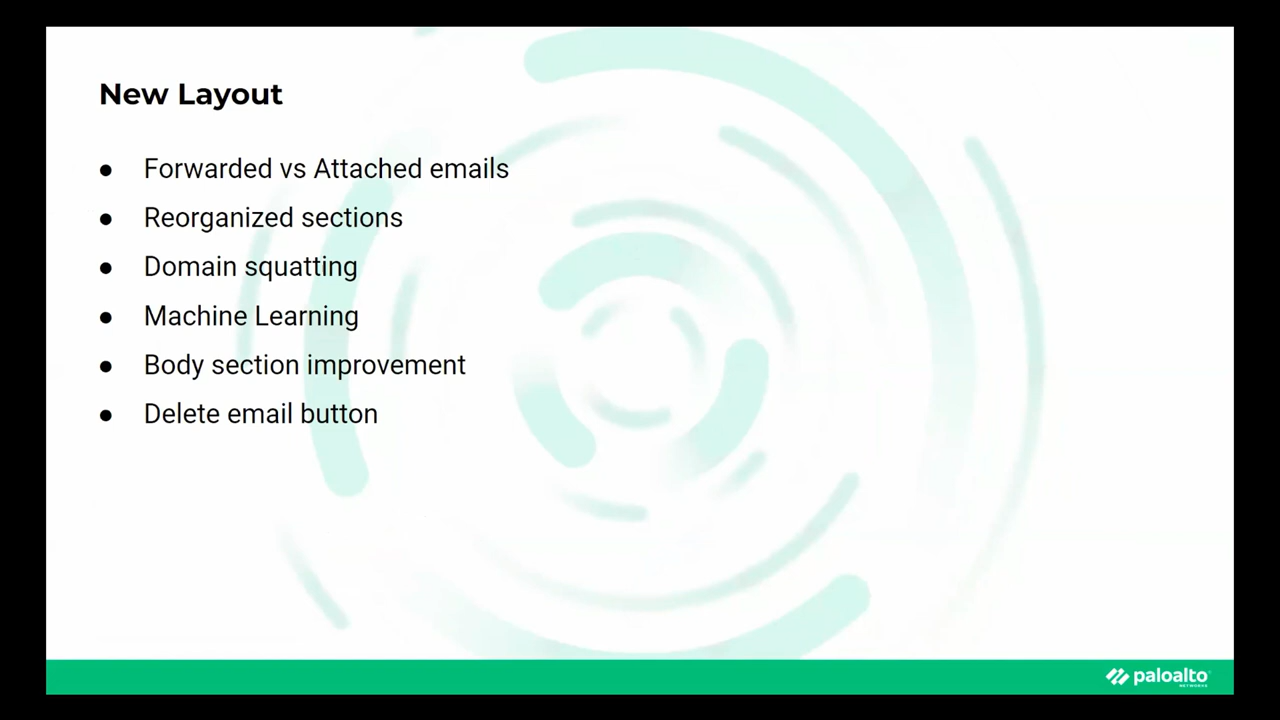 New Layout
● Forwarded vs Attached emails
● Reorganized sections
● Domain squatting
● Machine Learning
● Body section improvement
● Delete email button
paloalto
NETWORKS